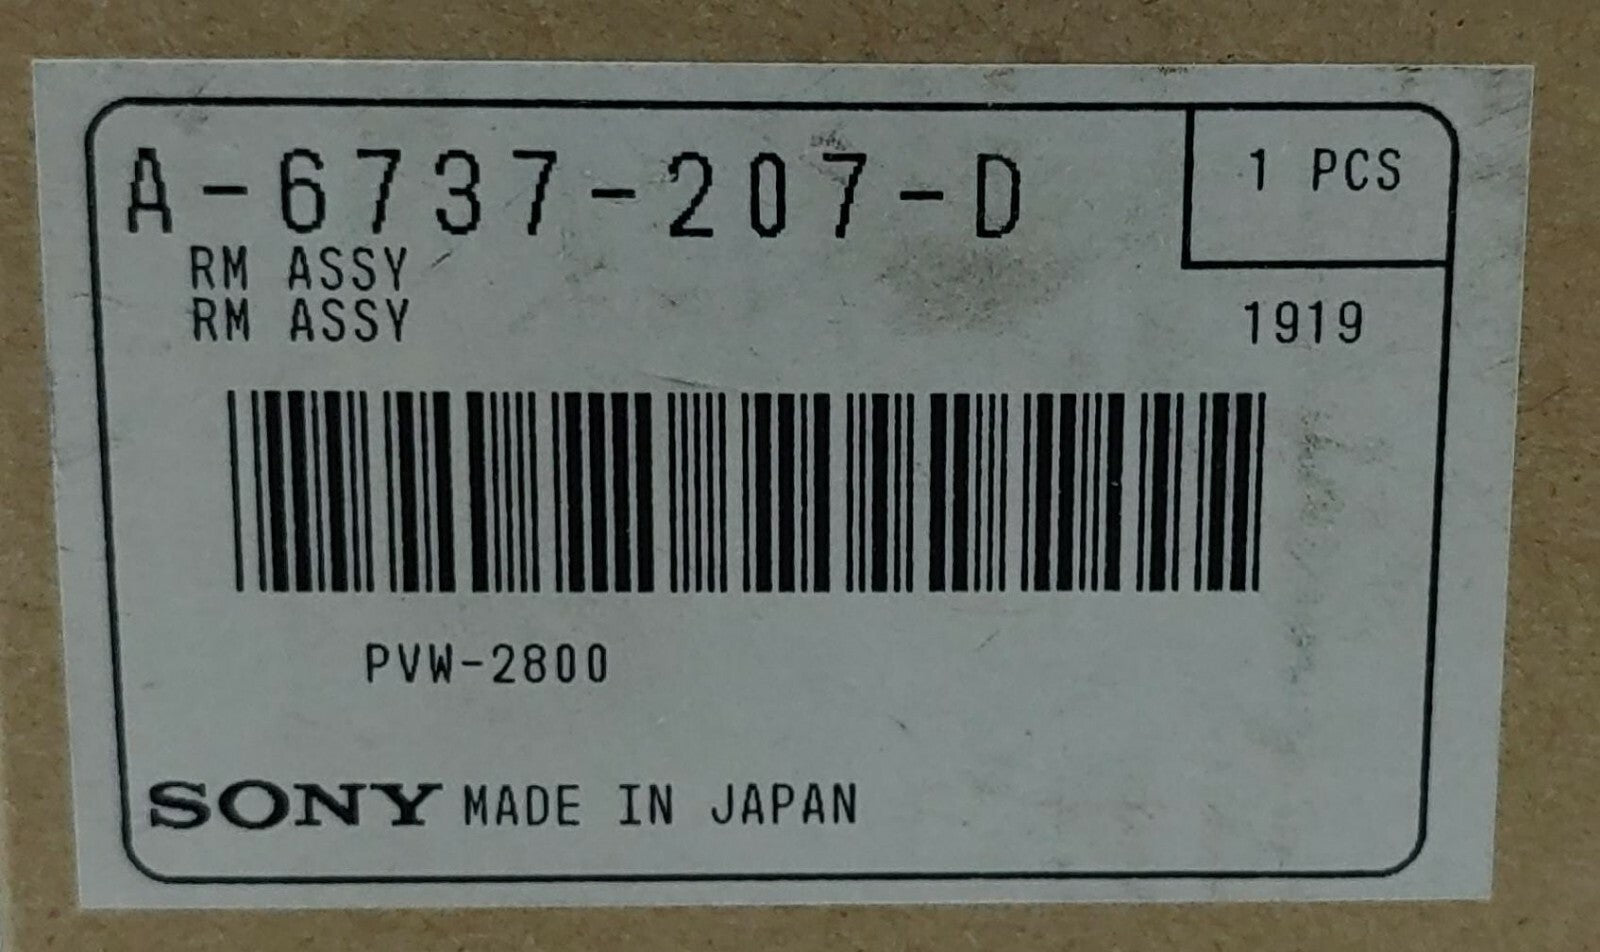 A-6737-207-D
1 PCS
RM ASSY
RM ASSY
1919
PVW-2800
SONY MADE IN JAPAN